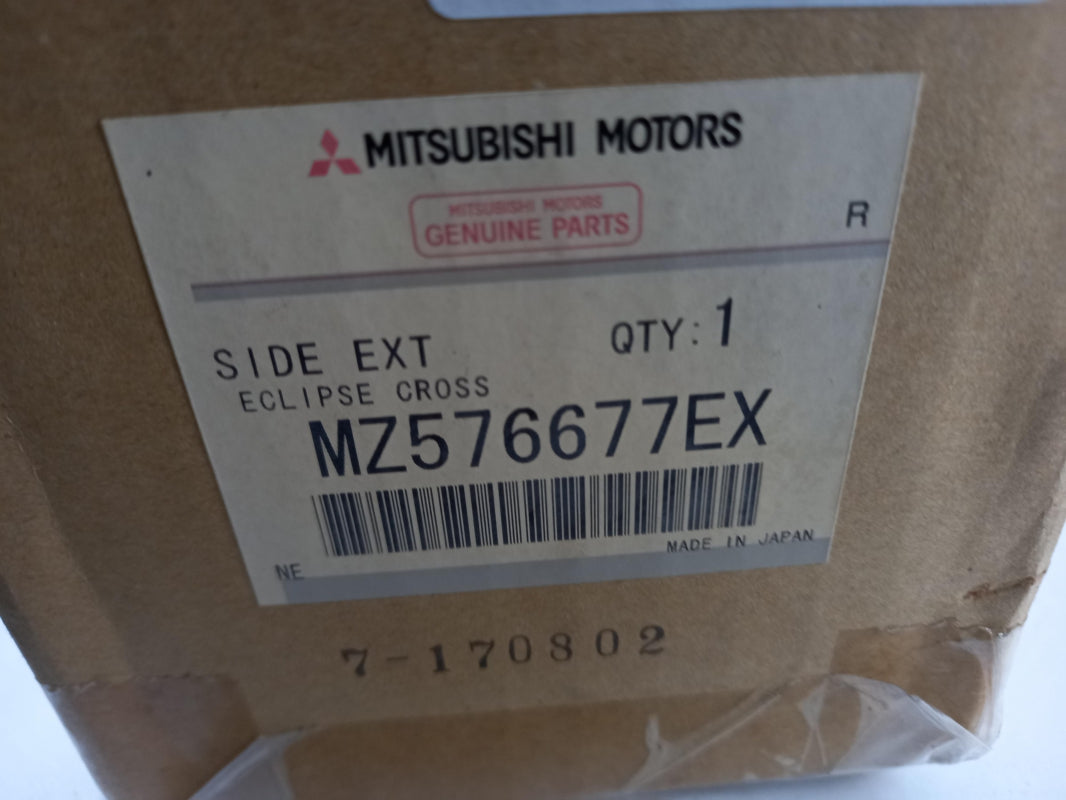 MITSUBISHI MOTORS
MITSUBISHI MOTORS
GENUINE PARTS
R
SIDE EXT
QTY: 1
ECLIPSE CROSS
MZ576677EX
MADE IN JAPAN
NE
7-170802